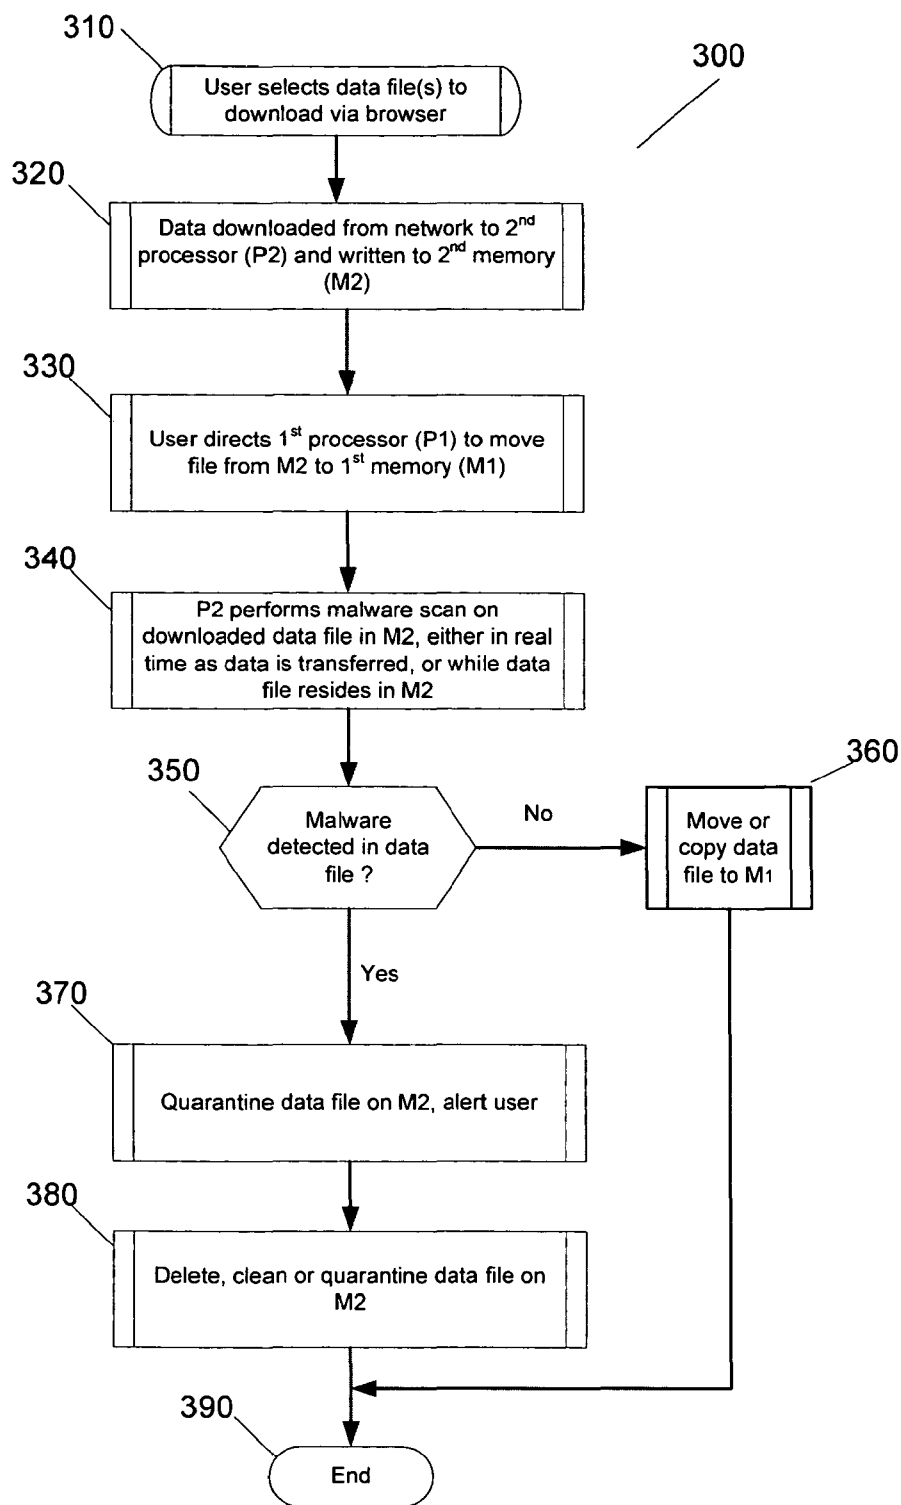 310
300
User selects data file(s) to
download via browser
320
Data downloaded from network to 2nd
processor (P2) and written to 2nd memory
(M2)
330
User directs 1st processor (P1) to move
file from M2 to 1st memory (M1)
340
P2 performs malware scan on
downloaded data file in M2, either in real
time as data is transferred, or while data
file resides in M2
350
Malware
detected in data
file ?
No
360
Move or
copy data
file to M1
Yes
370
Quarantine data file on M2, alert user
380
Delete, clean or quarantine data file on
M2
390
End